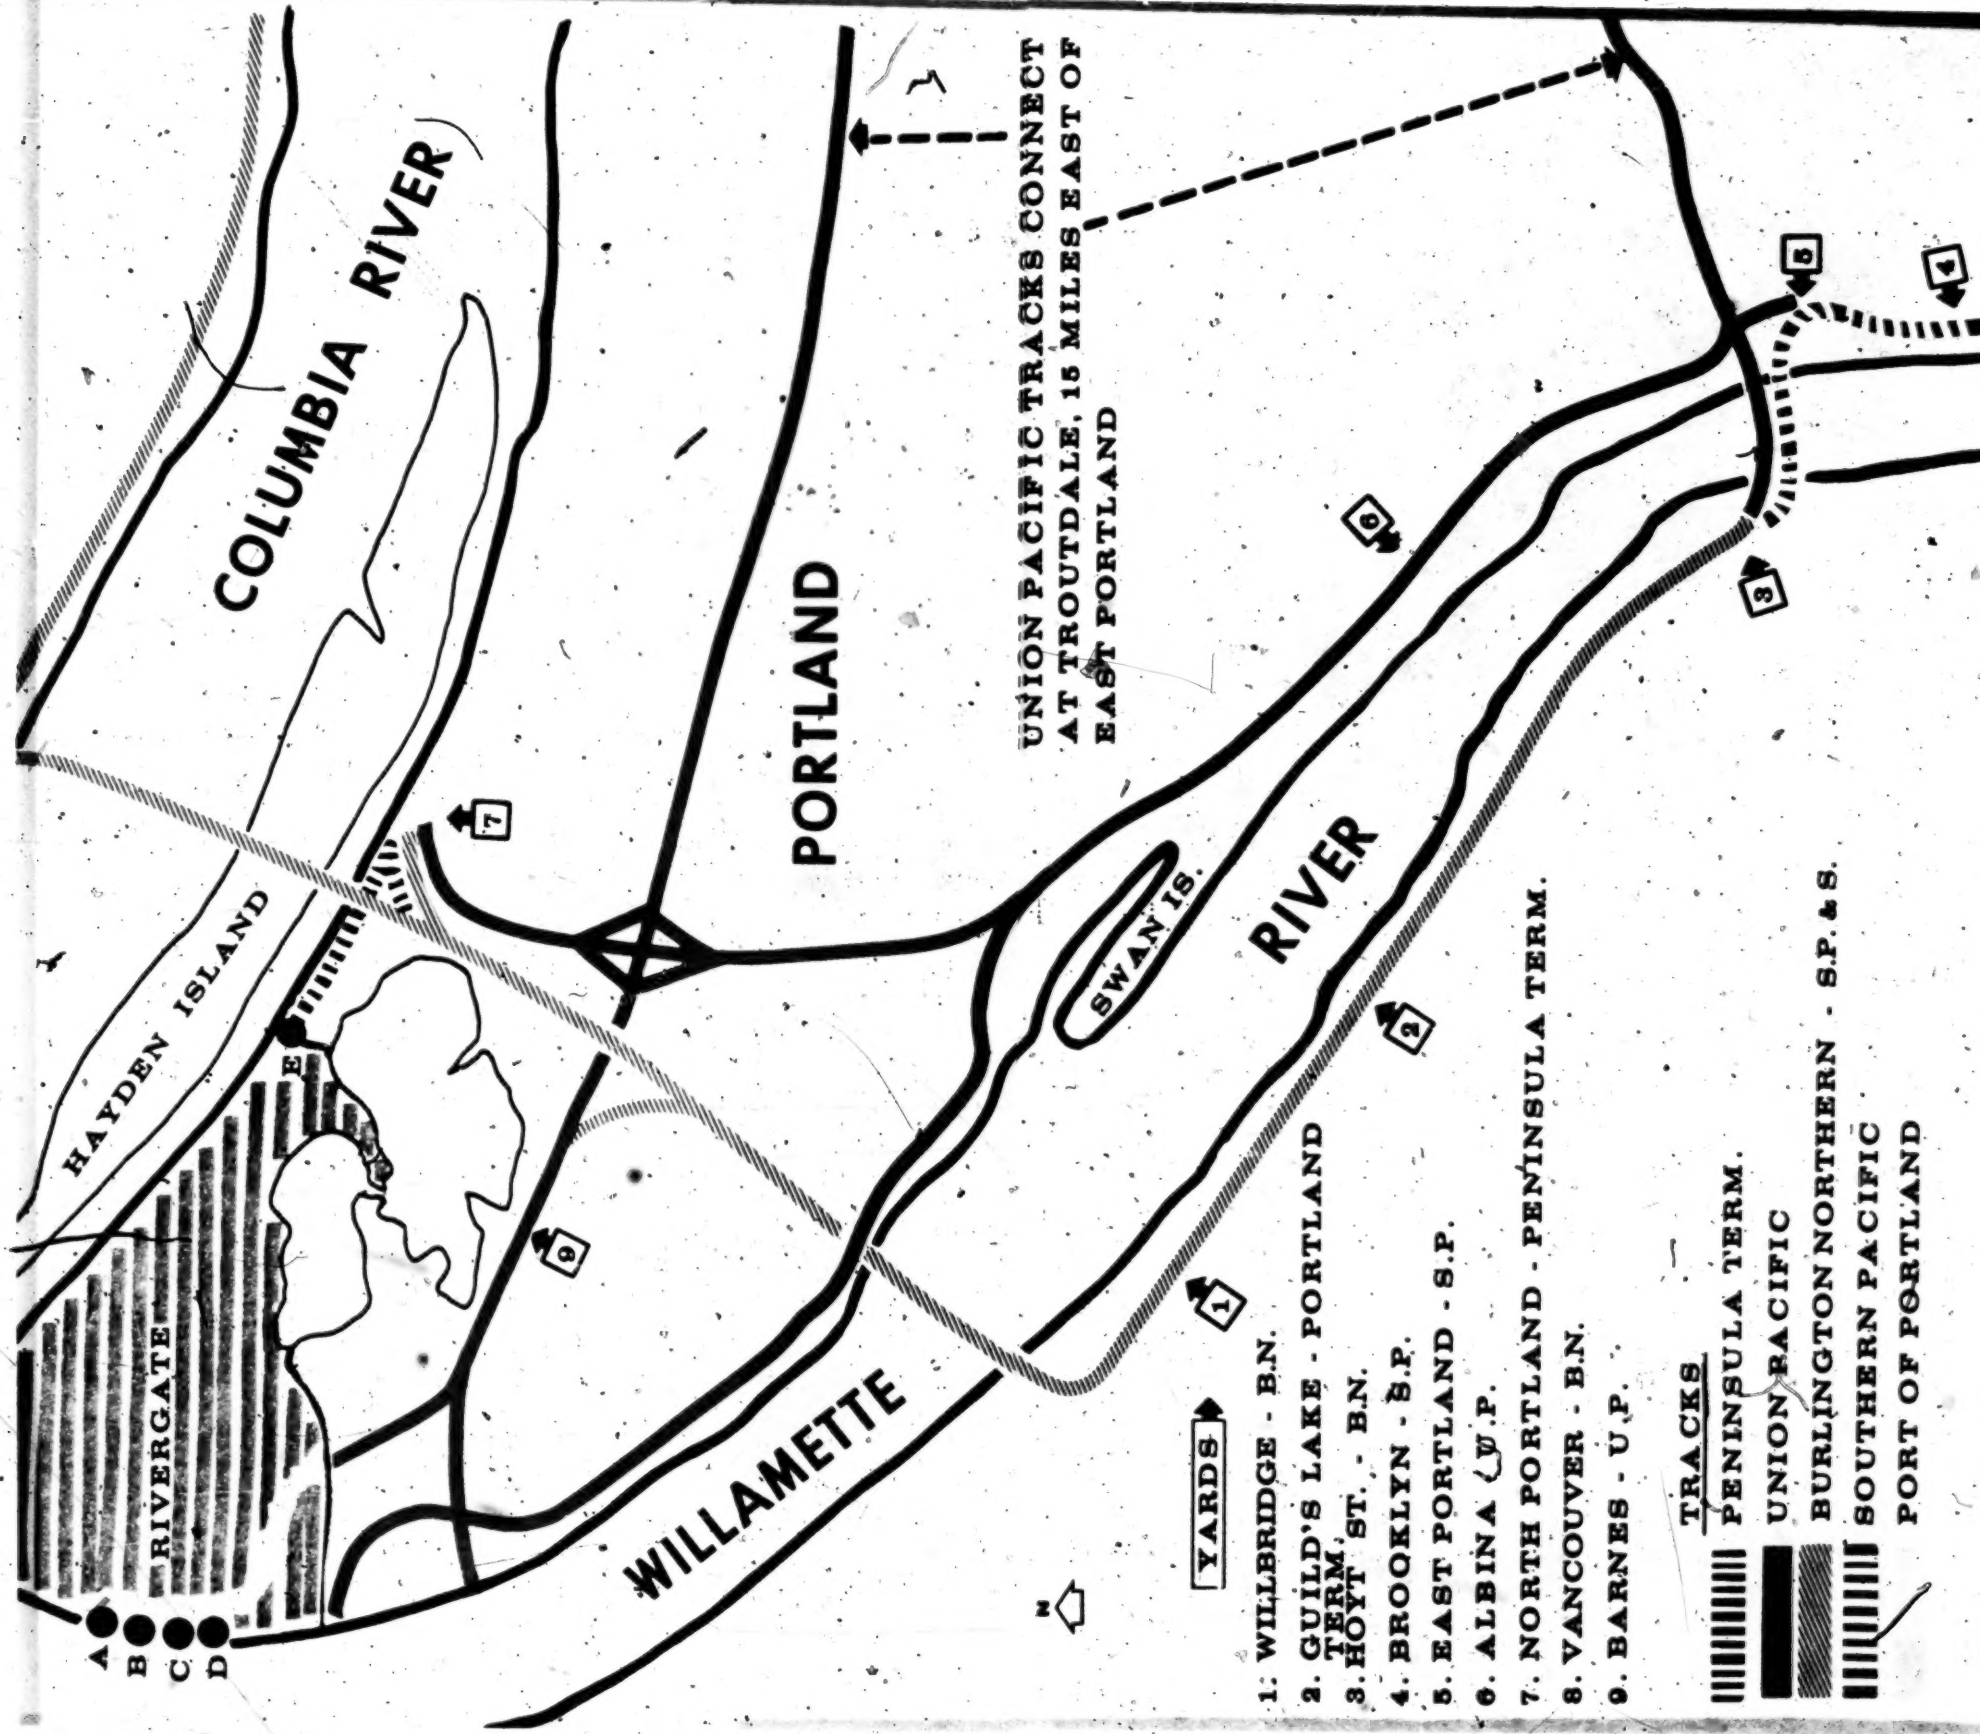 COLUMBIA RIVER
HAYDEN ISLAND
RIVERGATE
PORTLAND
UNION PACIFIC TRACKS CONNECT
AT TROUTDALE, 15 MILES EAST OF
EAST PORTLAND
SWAN IS.
WILLAMETTE RIVER
A
B
C
D
E
7
9
6
5
4
3
2
1
N
YARDS
1. WILLBRIDGE - B.N.
2. GUILD'S LAKE - PORTLAND
TERM.
3. HOYT ST. - B.N.
4. BROOKLYN - S.P.
5. EAST PORTLAND - S.P.
6. ALBINA U.P.
7. NORTH PORTLAND - PENINSULA TERM.
8. VANCOUVER - B.N.
9. BARNES - U.P.
TRACKS
PENINSULA TERM.
UNION PACIFIC
BURLINGTON NORTHERN - S.P. & S.
SOUTHERN PACIFIC
PORT OF PORTLAND